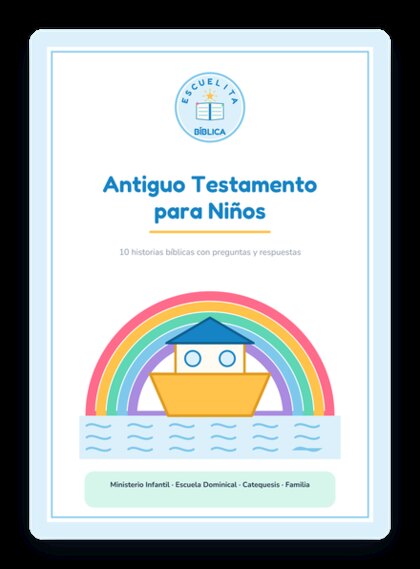 ESCUELITA
BÍBLICA
Antiguo Testamento
para Niños
10 historias bíblicas con preguntas y respuestas
Ministerio Infantil · Escuela Dominical · Catequesis · Familia